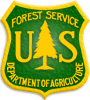 FOREST SERVICE
U S
DEPARTMENT OF AGRICULTURE